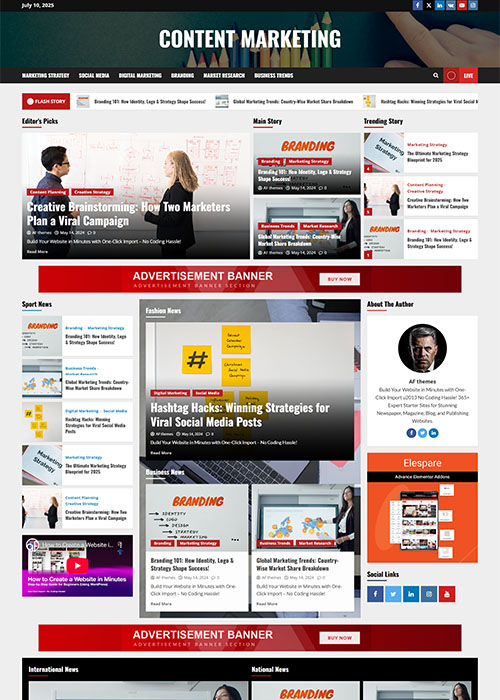 July 10, 2025
CONTENT MARKETING
MARKETING STRATEGY SOCIAL MEDIA DIGITAL MARKETING BRANDING MARKET RESEARCH BUSINESS TRENDS LIVE
FLASH STORY Branding 101: How Identity, Logo & Strategy Shape Success! Global Marketing Trends: Country-Wise Market Share Breakdown Hashtag Hacks: Winning Strategies for Viral Social M
Editor's Picks
Content Planning Creative Strategy
Creative Brainstorming: How Two Marketers
Plan a Viral Campaign
AF themes May 14, 2024 0
Build Your Website in Minutes with One-Click Import – No Coding Hassle!
Read More
Main Story
BRANDING
Branding Marketing Strategy
Branding 101: How Identity, Logo & Strategy
Shape Success!
AF themes May 14, 2024 0
Business Trends Market Research
Global Marketing Trends: Country-Wise
Market Share Breakdown
AF themes May 14, 2024 0
Trending Story
Marketing
Strategy
4
Marketing Strategy
The Ultimate Marketing Strategy
Blueprint for 2025
5
Content Planning
Creative Strategy
Creative Brainstorming: How Two
Marketers Plan a Viral Campaign
BRANDING
1
Branding Marketing Strategy
Branding 101: How Identity, Logo &
Strategy Shape Success!
ADVERTISEMENT BANNER
ADVERTISEMENT BANNER SECTION
BUY NOW
Sport News
BRANDING
Branding Marketing Strategy
Branding 101: How Identity, Logo &
Strategy Shape Success!
Business Trends
Market Research
Global Marketing Trends: Country-
Wise Market Share Breakdown
Digital Marketing Social Media
Hashtag Hacks: Winning
Strategies for Viral Social Media
Posts
Marketing
Strategy
Marketing Strategy
The Ultimate Marketing Strategy
Blueprint for 2025
Content Planning
Creative Strategy
Creative Brainstorming: How Two
Marketers Plan a Viral Campaign
How to Create a Website i...
How to Create a Website in Minutes
Fashion News
#
Digital Marketing Social Media
Hashtag Hacks: Winning Strategies for
Viral Social Media Posts
AF themes May 14, 2024 0
Build Your Website in Minutes with One-Click Import – No Coding Hassle!
Read More
Business News
BRANDING
IDENTITY
LOGO
DESIGN
STRATEGY
MARKETING
Branding Marketing Strategy
Branding 101: How Identity, Logo &
Strategy Shape Success!
AF themes May 14, 2024 0
Build Your Website in Minutes with One-
Click Import – No Coding Hassle!
Read More
Business Trends Market Research
Global Marketing Trends: Country-
Wise Market Share Breakdown
AF themes May 14, 2024 0
Build Your Website in Minutes with One-
Click Import – No Coding Hassle!
Read More
About The Author
AF themes
Build Your Website in Minutes with One-
Click Import u2013 No Coding Hassle! 365+
Expert Starter Sites for Stunning
Newspaper, Magazine, Blog, and Publishing
Websites.
Elespare
Advance Elementor Addons
Social Links
ADVERTISEMENT BANNER
ADVERTISEMENT BANNER SECTION
BUY NOW
International News
National News
BRANDING